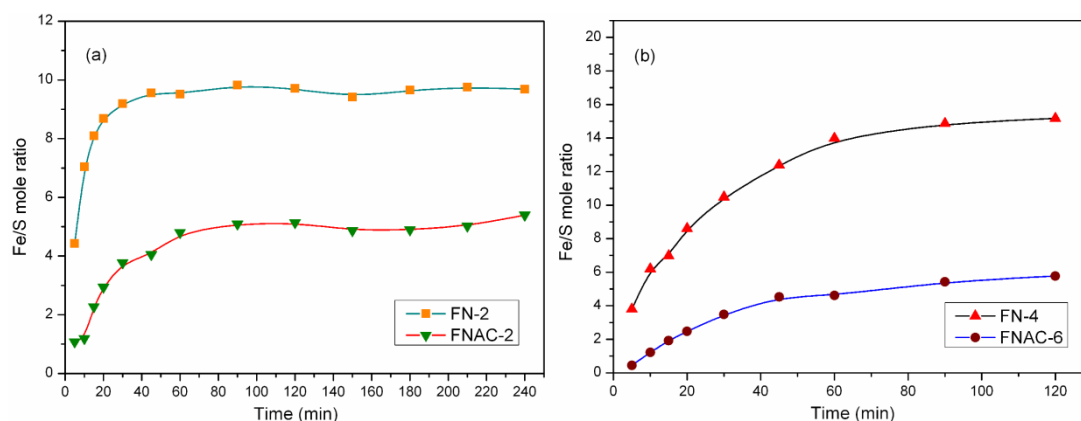 (a)
Fe/S mole ratio
12
10
8
6
4
2
0
0 20 40 60 80 100 120 140 160 180 200 220 240
Time (min)
FN-2
FNAC-2
(b)
Fe/S mole ratio
20
18
16
14
12
10
8
6
4
2
0
0 20 40 60 80 100 120
Time (min)
FN-4
FNAC-6